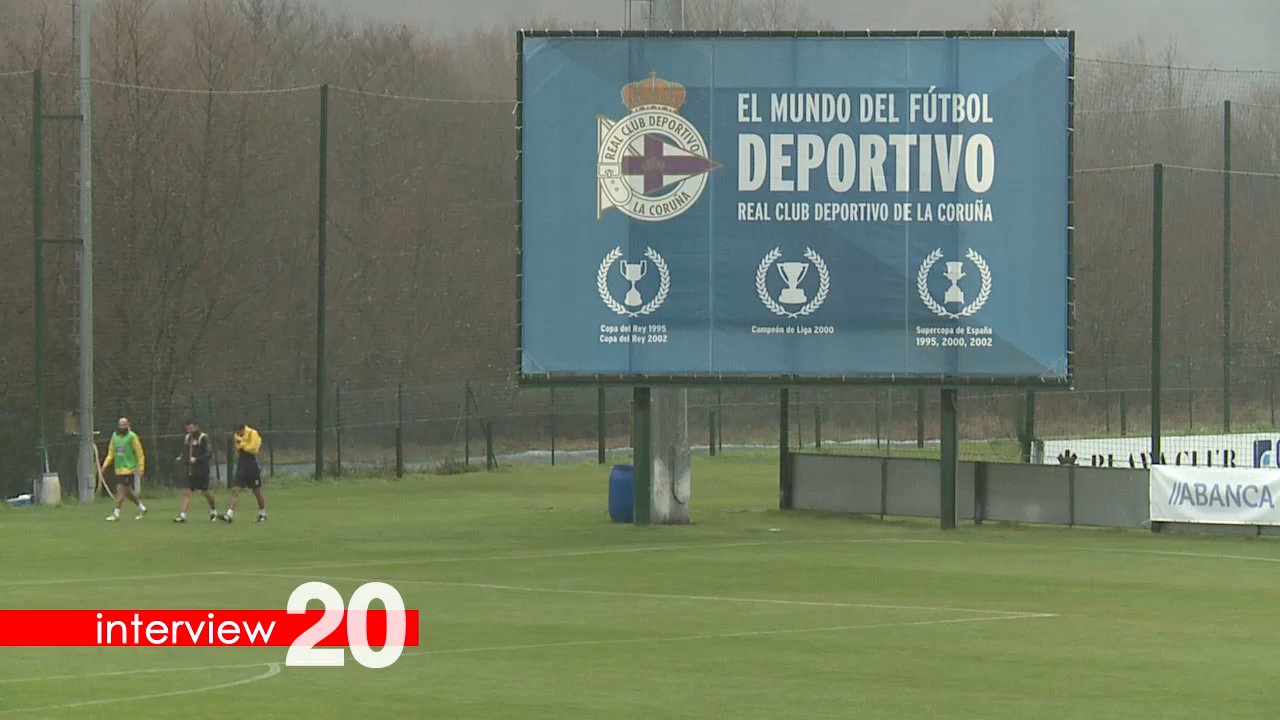 EL MUNDO DEL FÚTBOL
DEPORTIVO
REAL CLUB DEPORTIVO DE LA CORUÑA
REAL CLUB DEPORTIVO
LA CORUÑA
Copa del Rey 1995
Copa del Rey 2002
Campeón de Liga 2000
Supercopa de España
1995, 2000, 2002
ABANCA
interview 20